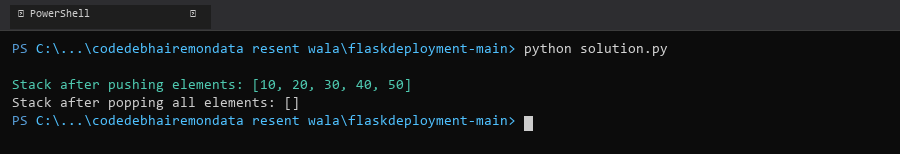 PowerShell
PS C:\...\codedebhairemondata resent wala\flaskdeployment-main> python solution.py
Stack after pushing elements: [10, 20, 30, 40, 50]
Stack after popping all elements: []
PS C:\...\codedebhairemondata resent wala\flaskdeployment-main>